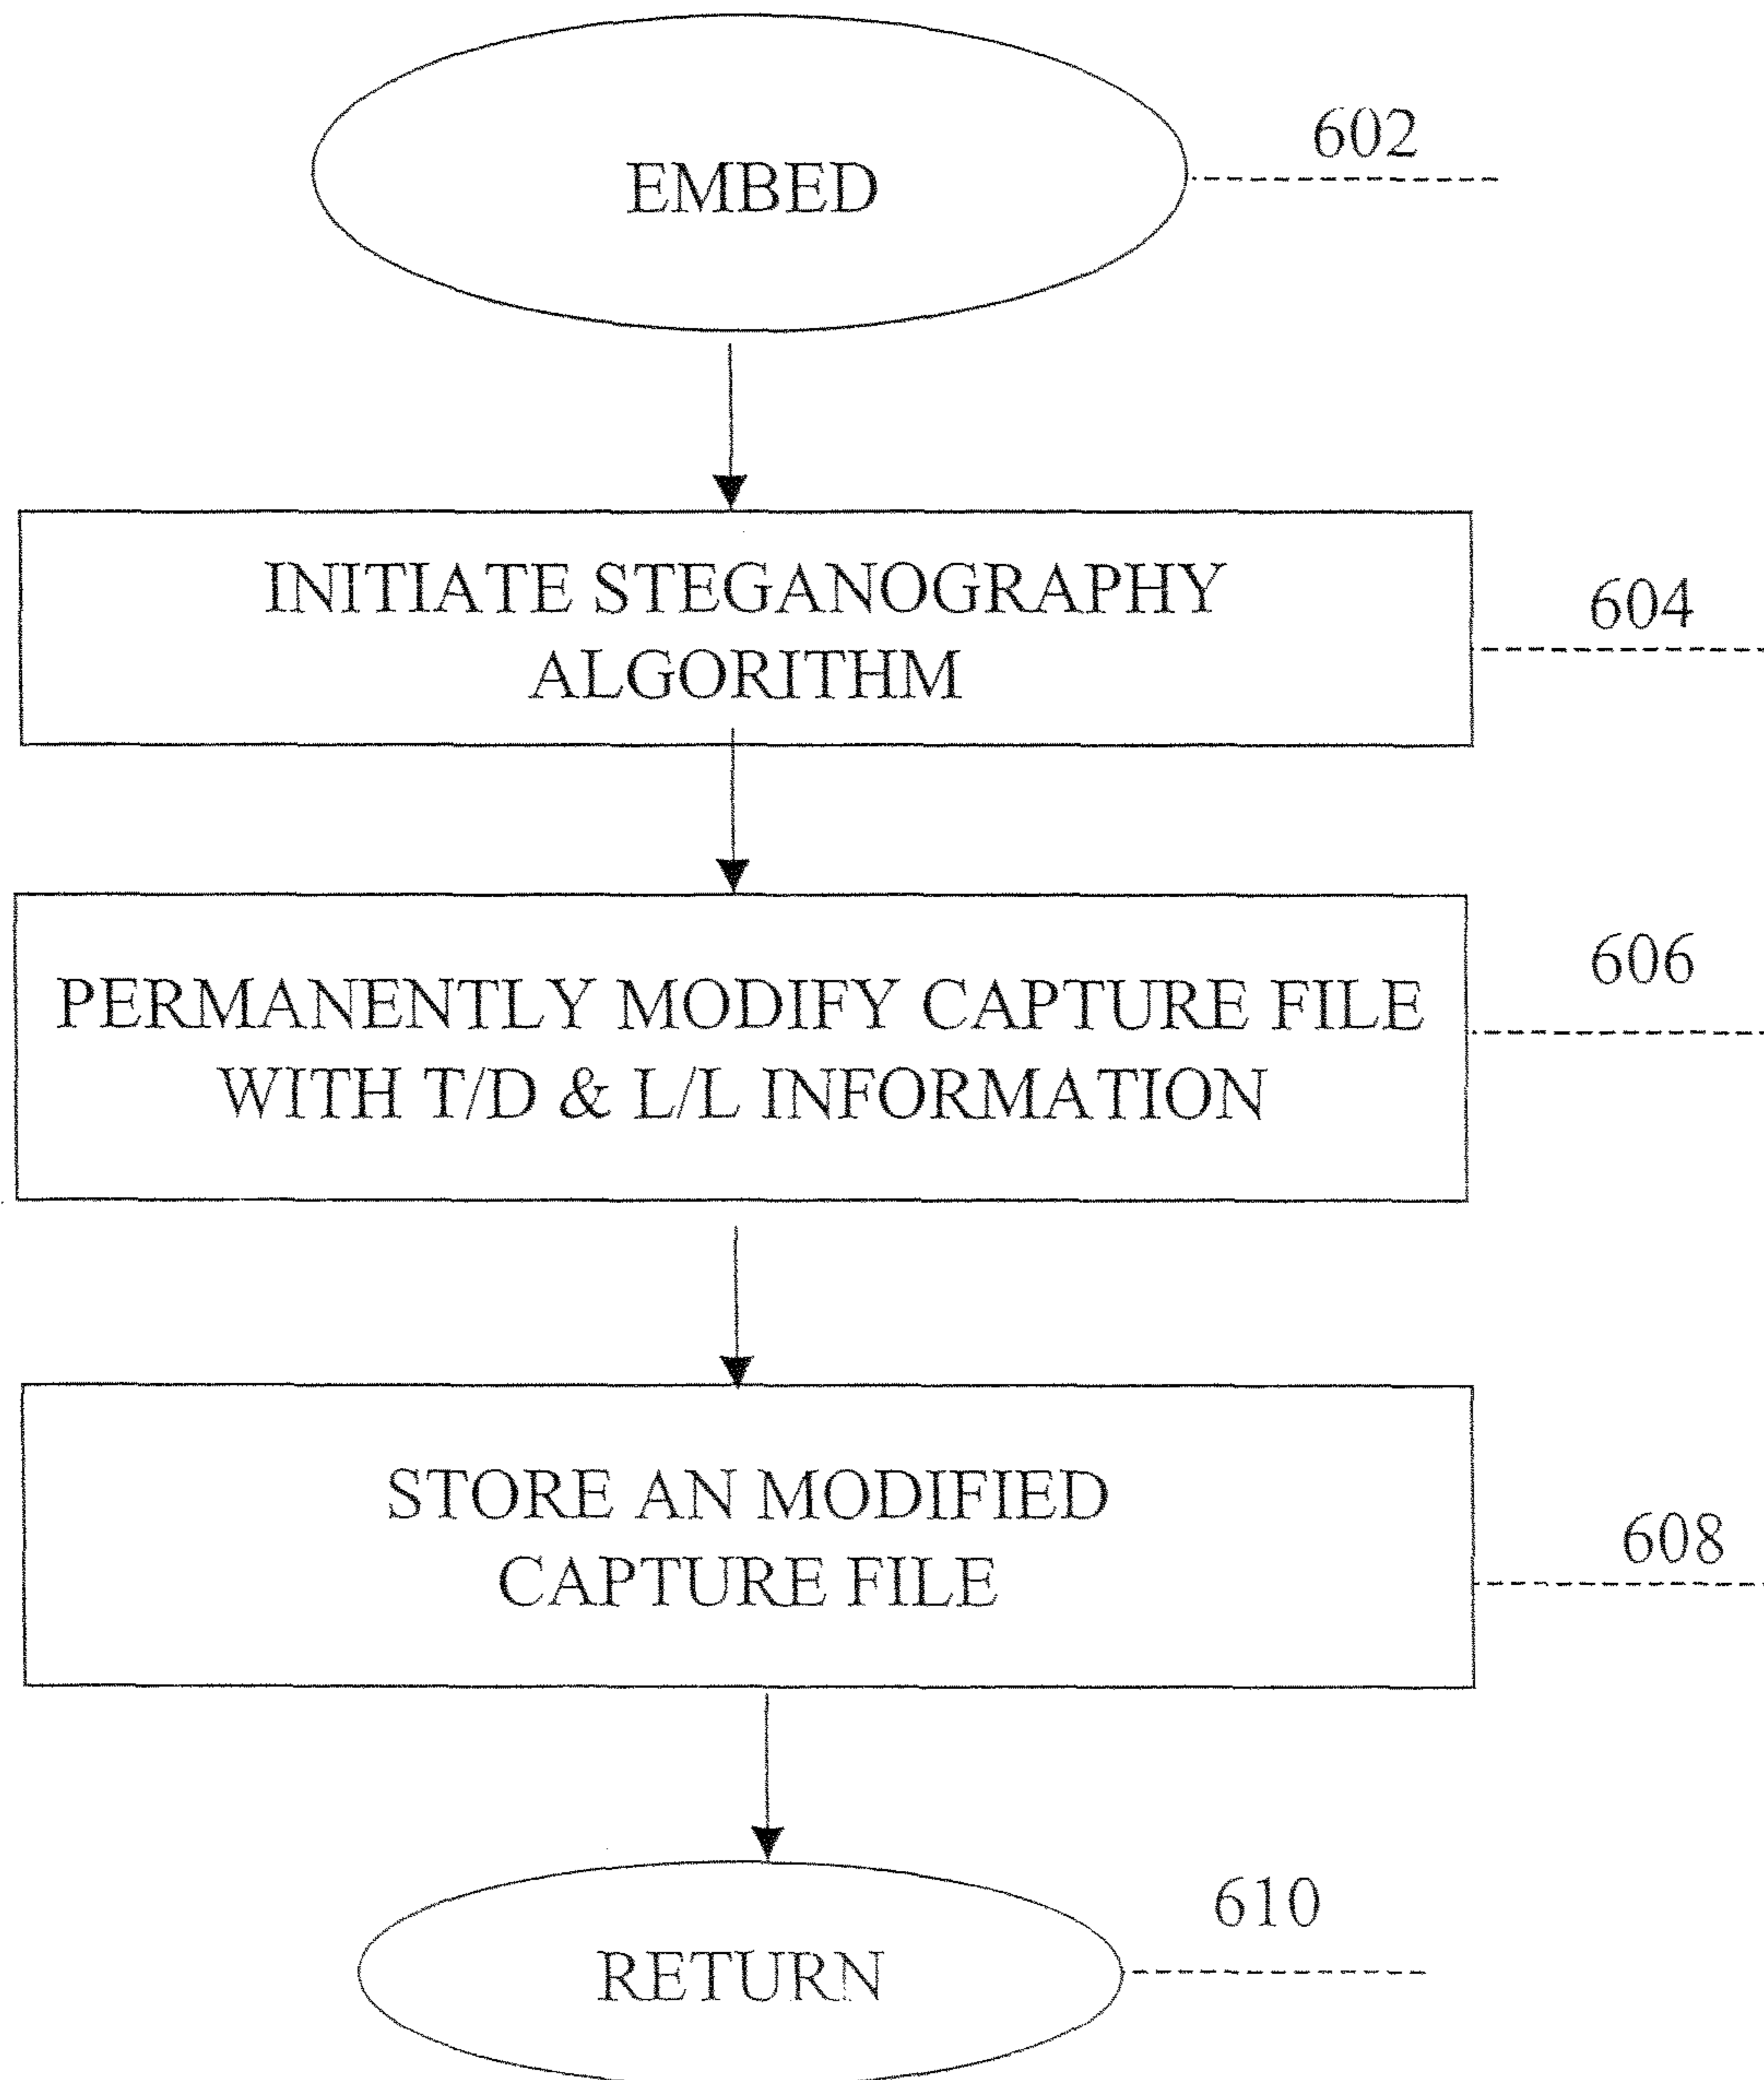 EMBED
602
INITIATE STEGANOGRAPHY
ALGORITHM
604
PERMANENTLY MODIFY CAPTURE FILE
WITH T/D & L/L INFORMATION
606
STORE AN MODIFIED
CAPTURE FILE
608
RETURN
610